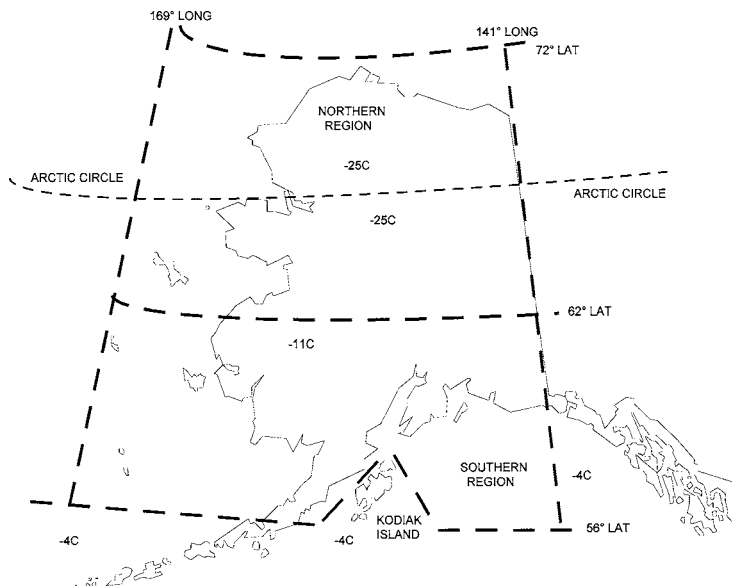 169° LONG
141° LONG
72° LAT
NORTHERN
REGION
-25C
ARCTIC CIRCLE
ARCTIC CIRCLE
-25C
62° LAT
-11C
SOUTHERN
REGION
-4C
KODIAK
ISLAND
56° LAT
-4C
-4C